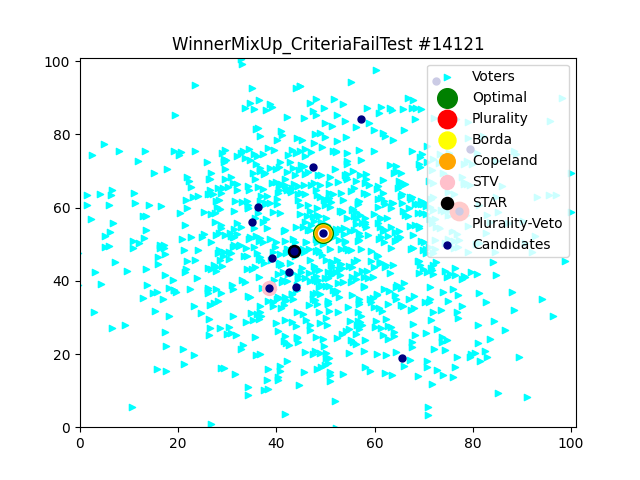 WinnerMixUp_CriteriaFailTest #14121
100
80
60
40
20
0
0
20
40
60
80
100
Voters
Optimal
Plurality
Borda
Copeland
STV
STAR
Plurality-Veto
Candidates